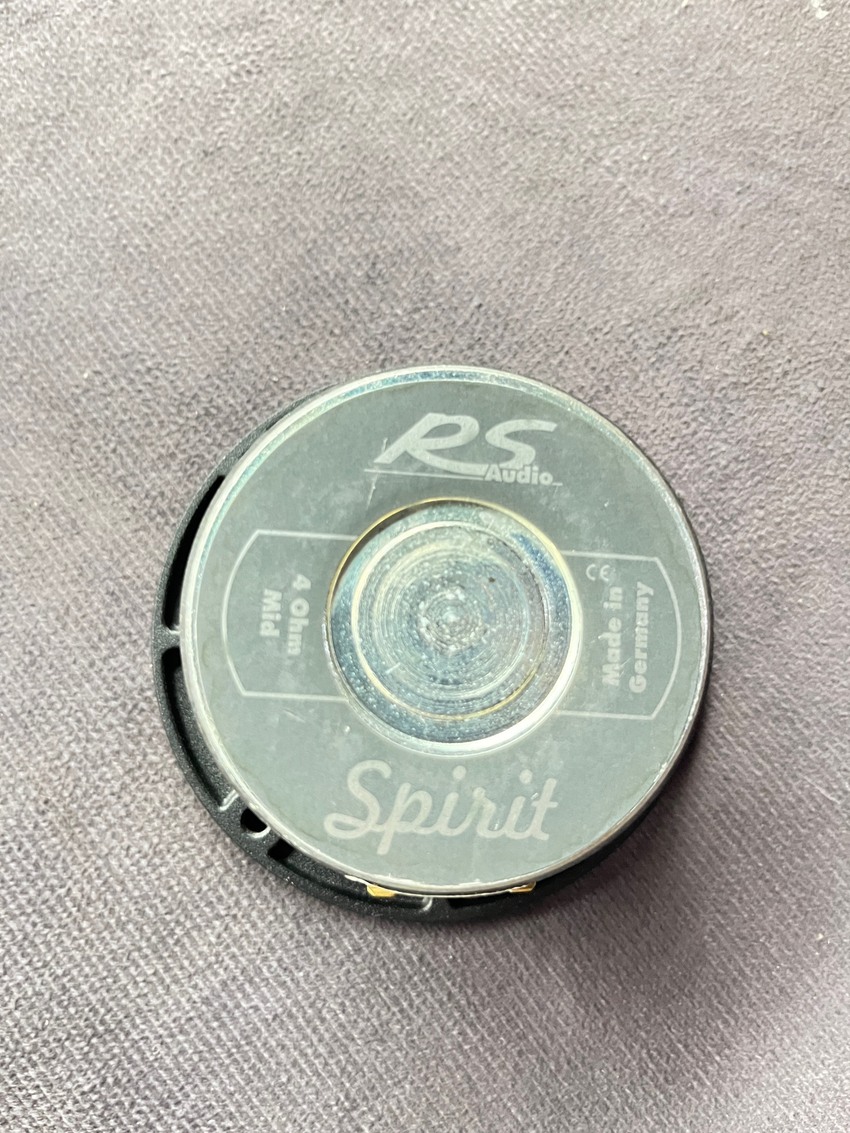 RS
Audio
4 Ohm
Mid
CE
Made in
Germany
Spirit